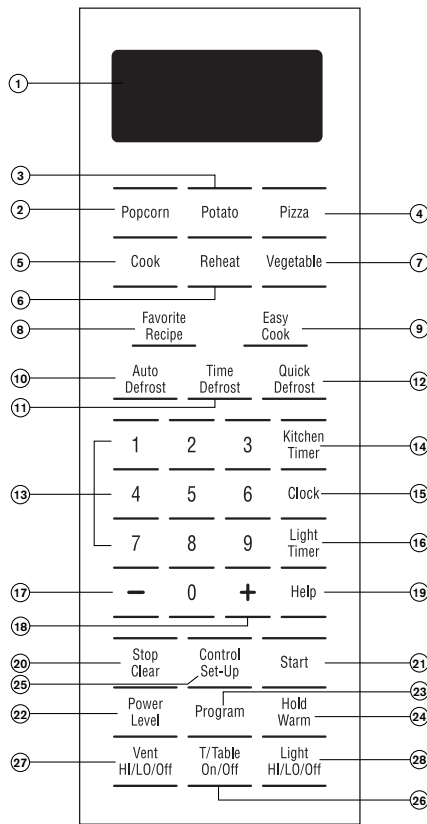 1
3
2 Popcorn Potato Pizza 4
5 Cook Reheat Vegetable 7
6
8 Favorite Recipe Easy Cook 9
10 Auto Defrost Time Defrost Quick Defrost 12
11
1 2 3 Kitchen Timer 14
13 4 5 6 Clock 15
7 8 9 Light Timer 16
17 - 0 + Help 19
18
20 Stop Clear Control Set-Up Start 21
25 23
22 Power Level Program Hold Warm 24
27 Vent HI/LO/Off T/Table On/Off Light HI/LO/Off 28
26